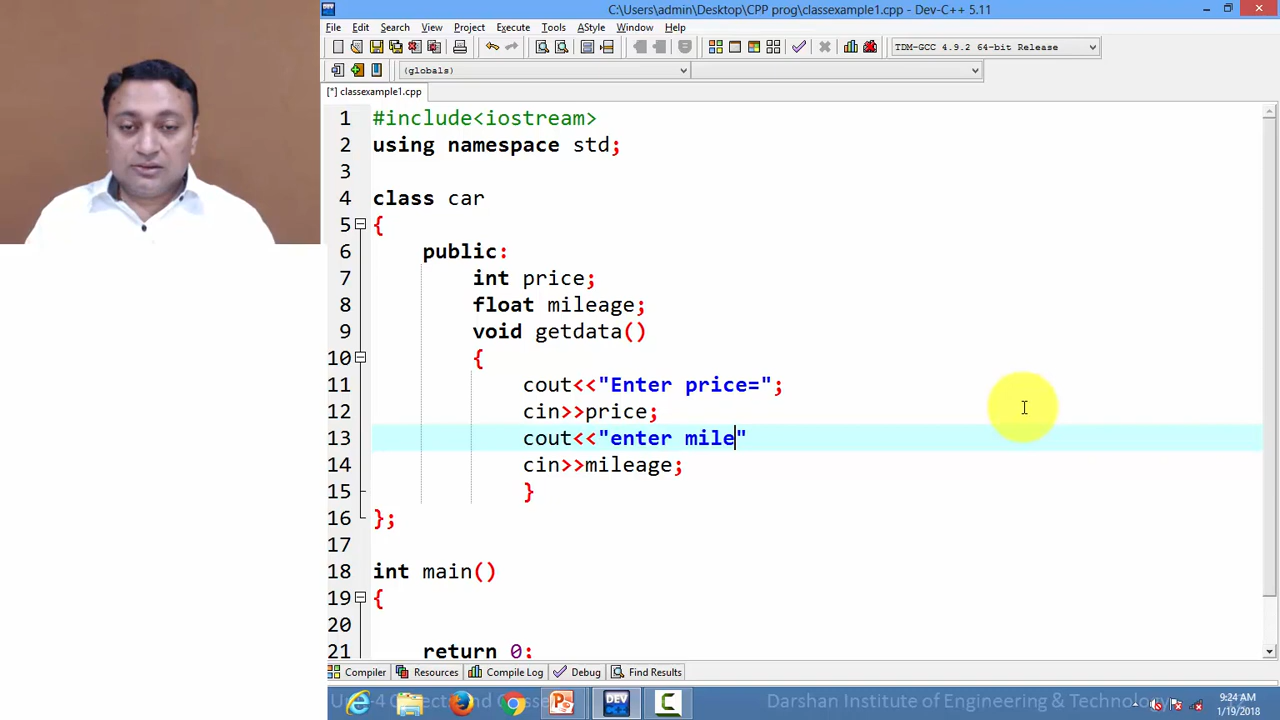 C:\Users\admin\Desktop\CPP prog\classexample1.cpp - Dev-C++ 5.11
File Edit Search View Project Execute Tools AStyle Window Help
TDM-GCC 4.9.2 64-bit Release
(globals)
[*] classexample1.cpp
1 #include<iostream>
2 using namespace std;
3
4 class car
5 {
6 public:
7 int price;
8 float mileage;
9 void getdata()
10 {
11 cout<<"Enter price=";
12 cin>>price;
13 cout<<"enter mile"
14 cin>>mileage;
15 }
16 };
17
18 int main()
19 {
20
21 return 0;
Compiler Resources Compile Log Debug Find Results
DEV
Darshan Institute of Engineering & Technology
9:24 AM
1/19/2018